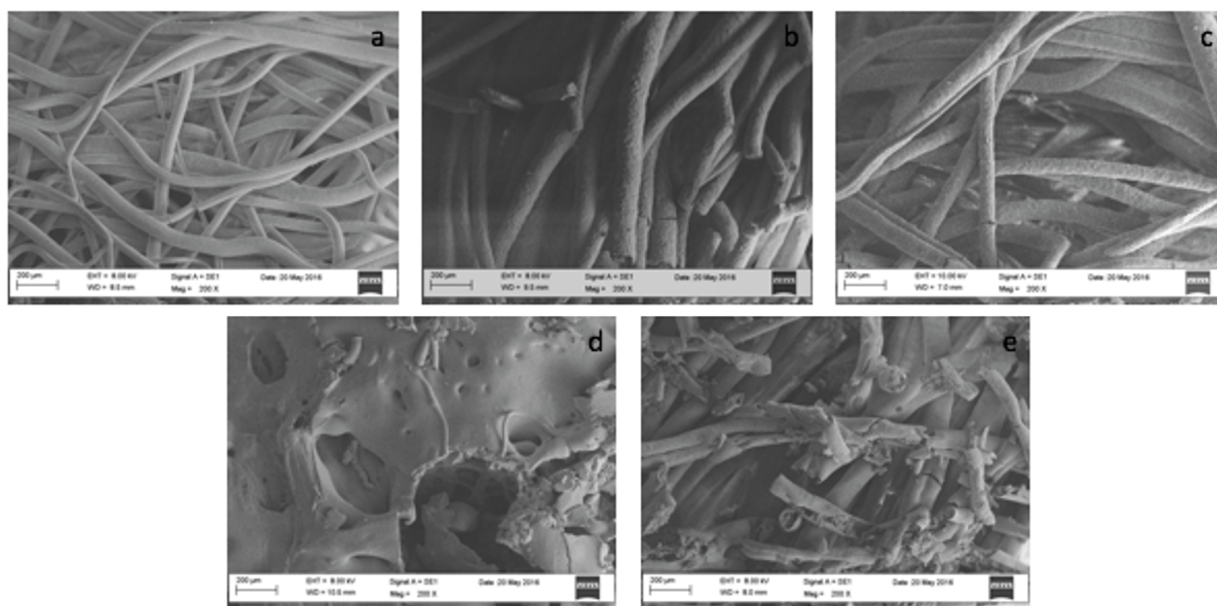 a
200 µm EHT = 8.00 kV Signal A = SE1 Date: 20 May 2016
WD = 8.0 mm Mag = 200 X
b
200 µm EHT = 8.00 kV Signal A = SE1 Date: 20 May 2016
WD = 9.0 mm Mag = 200 X
c
200 µm EHT = 10.00 kV Signal A = SE1 Date: 20 May 2016
WD = 7.0 mm Mag = 200 X
d
200 µm EHT = 8.00 kV Signal A = SE1 Date: 20 May 2016
WD = 10.0 mm Mag = 200 X
e
200 µm EHT = 8.00 kV Signal A = SE1 Date: 20 May 2016
WD = 9.0 mm Mag = 200 X